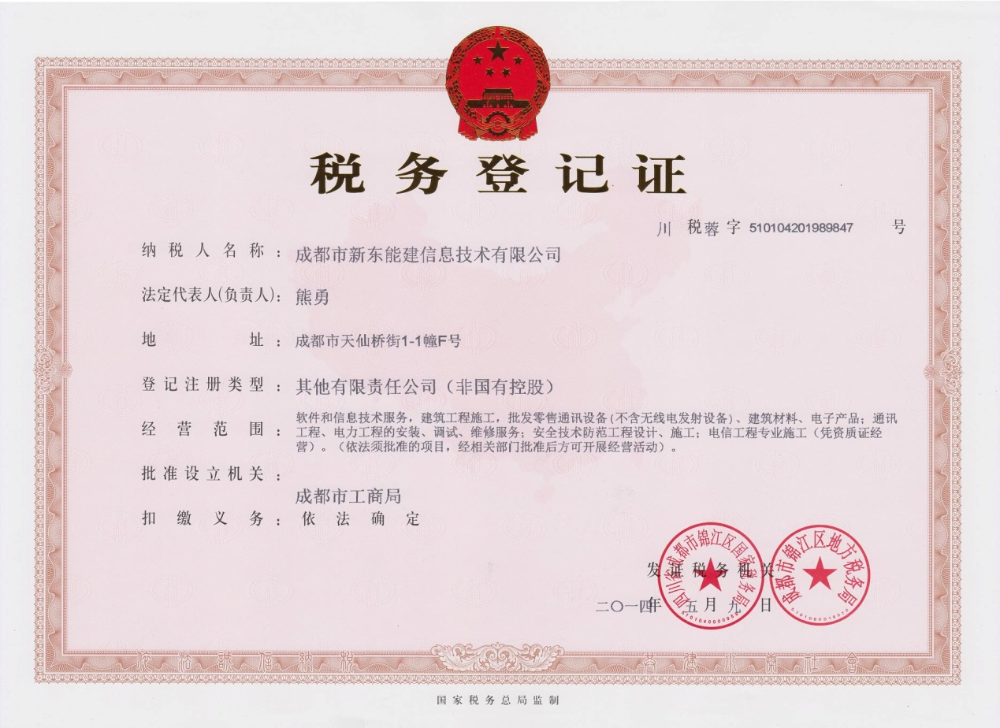 税务登记证
川 税 蓉 字 510104201989847 号
纳税人名称： 成都市新东能建信息技术有限公司
法定代表人(负责人)： 熊勇
地 址： 成都市天仙桥街1-1幢F号
登记注册类型： 其他有限责任公司（非国有控股）
经营范围： 软件和信息技术服务，建筑工程施工，批发零售通讯设备(不含无线电发射设备)、建筑材料、电子产品；通讯
工程、电力工程的安装、调试、维修服务；安全技术防范工程设计、施工；电信工程专业施工（凭资质证经
营）。（依法须批准的项目，经相关部门批准后方可开展经营活动）。
批准设立机关：
成都市工商局
扣缴义务： 依法确定
四川省成都市锦江区国家税务局
成都市锦江区地方税务局
发证税务机关
二〇一四年 五月 九日
依法诚信纳税 共建小康社会
国家税务总局监制